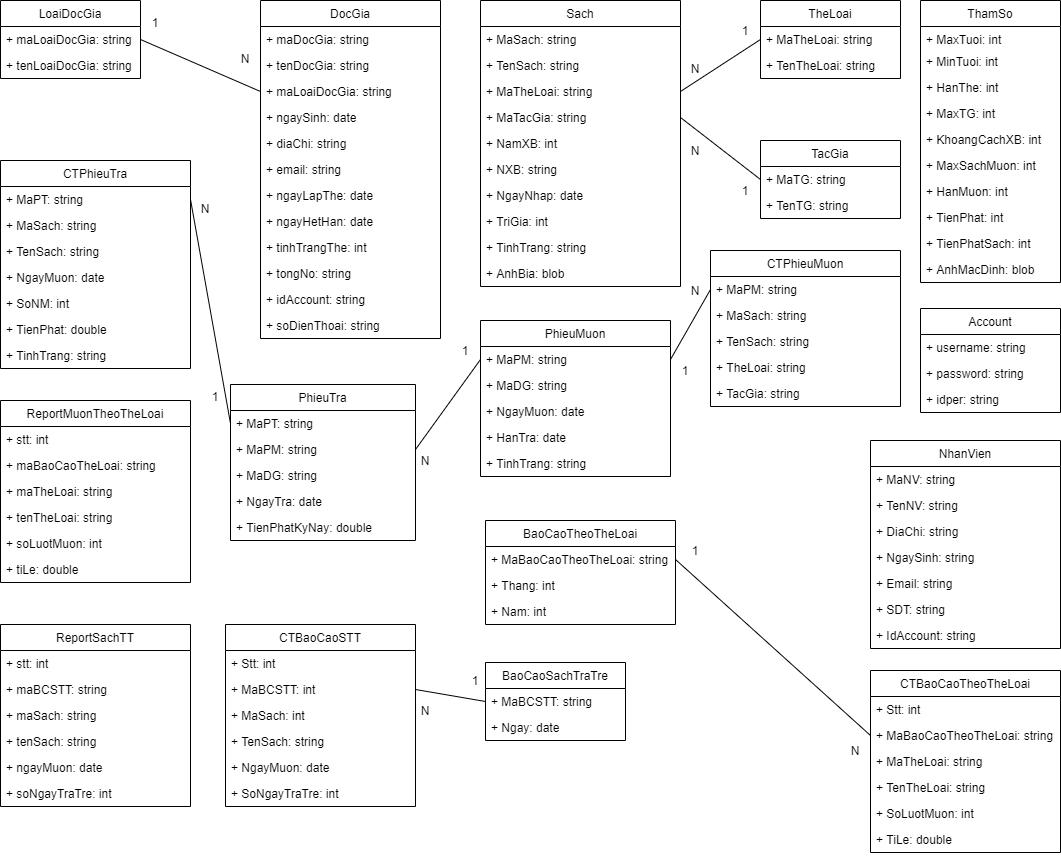 LoaiDocGia
+ maLoaiDocGia: string
+ tenLoaiDocGia: string
1
N
DocGia
+ maDocGia: string
+ tenDocGia: string
+ maLoaiDocGia: string
+ ngaySinh: date
+ diaChi: string
+ email: string
+ ngayLapThe: date
+ ngayHetHan: date
+ tinhTrangThe: int
+ tongNo: string
+ idAccount: string
+ soDienThoai: string
Sach
+ MaSach: string
+ TenSach: string
+ MaTheLoai: string
+ MaTacGia: string
+ NamXB: int
+ NXB: string
+ NgayNhap: date
+ TriGia: int
+ TinhTrang: string
+ AnhBia: blob
1
N
N
1
TheLoai
+ MaTheLoai: string
+ TenTheLoai: string
TacGia
+ MaTG: string
+ TenTG: string
ThamSo
+ MaxTuoi: int
+ MinTuoi: int
+ HanThe: int
+ MaxTG: int
+ KhoangCachXB: int
+ MaxSachMuon: int
+ HanMuon: int
+ TienPhat: int
+ TienPhatSach: int
+ AnhMacDinh: blob
CTPhieuTra
+ MaPT: string
+ MaSach: string
+ TenSach: string
+ NgayMuon: date
+ SoNM: int
+ TienPhat: double
+ TinhTrang: string
N
1
PhieuTra
+ MaPT: string
+ MaPM: string
+ MaDG: string
+ NgayTra: date
+ TienPhatKyNay: double
1
N
PhieuMuon
+ MaPM: string
+ MaDG: string
+ NgayMuon: date
+ HanTra: date
+ TinhTrang: string
N
1
CTPhieuMuon
+ MaPM: string
+ MaSach: string
+ TenSach: string
+ TheLoai: string
+ TacGia: string
Account
+ username: string
+ password: string
+ idper: string
ReportMuonTheoTheLoai
+ stt: int
+ maBaoCaoTheLoai: string
+ maTheLoai: string
+ tenTheLoai: string
+ soLuotMuon: int
+ tiLe: double
NhanVien
+ MaNV: string
+ TenNV: string
+ DiaChi: string
+ NgaySinh: string
+ Email: string
+ SDT: string
+ IdAccount: string
BaoCaoTheoTheLoai
+ MaBaoCaoTheoTheLoai: string
+ Thang: int
+ Nam: int
1
N
ReportSachTT
+ stt: int
+ maBCSTT: string
+ maSach: string
+ tenSach: string
+ ngayMuon: date
+ soNgayTraTre: int
CTBaoCaoSTT
+ Stt: int
+ MaBCSTT: int
+ MaSach: int
+ TenSach: string
+ NgayMuon: date
+ SoNgayTraTre: int
1
N
BaoCaoSachTraTre
+ MaBCSTT: string
+ Ngay: date
CTBaoCaoTheoTheLoai
+ Stt: int
+ MaBaoCaoTheoTheLoai: string
+ MaTheLoai: string
+ TenTheLoai: string
+ SoLuotMuon: int
+ TiLe: double